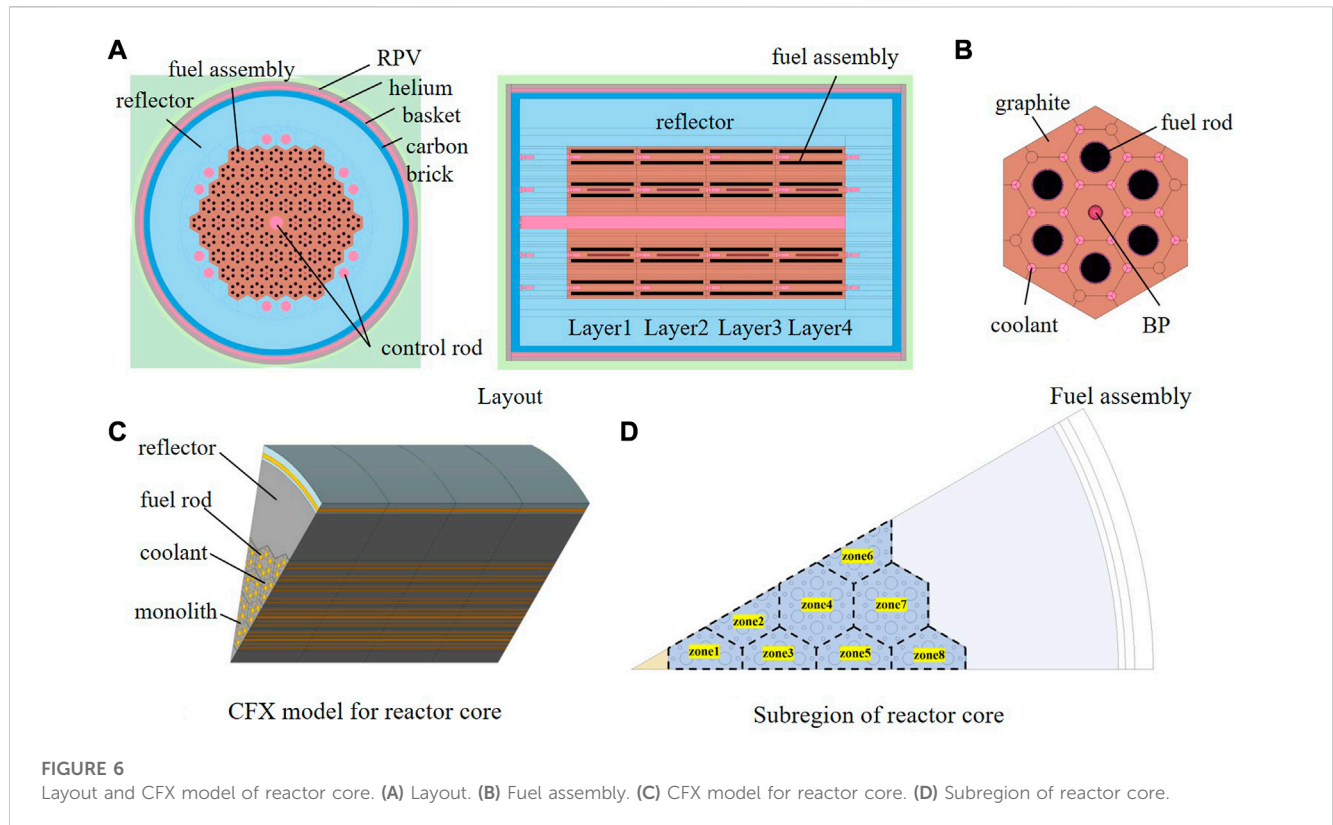 A
fuel assembly
RPV
reflector
helium
basket
carbon
brick
control rod
fuel assembly
reflector
Layer1 Layer2 Layer3 Layer4
Layout
B
graphite
fuel rod
coolant
BP
Fuel assembly
C
reflector
fuel rod
coolant
monolith
CFX model for reactor core
D
zone6
zone4
zone7
zone2
zone1
zone3
zone5
zone8
Subregion of reactor core
FIGURE 6
Layout and CFX model of reactor core. (A) Layout. (B) Fuel assembly. (C) CFX model for reactor core. (D) Subregion of reactor core.